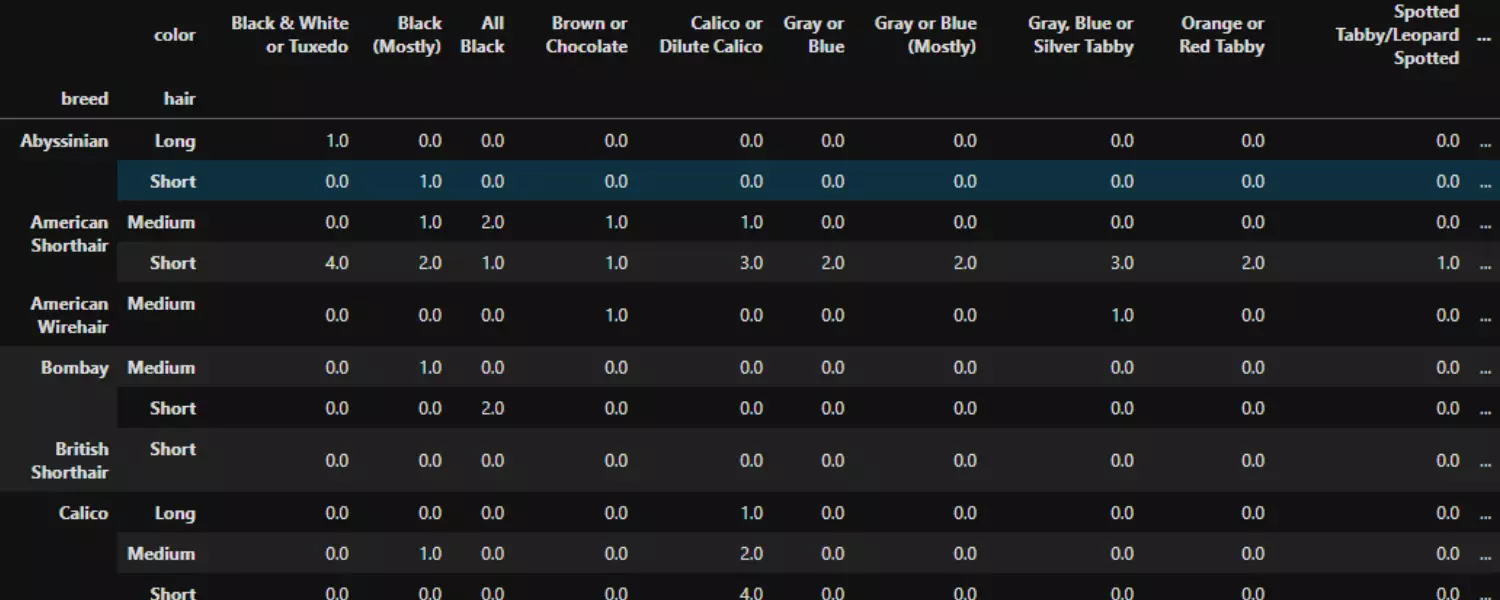 color Black & White or Tuxedo Black (Mostly) All Black Brown or Chocolate Calico or Dilute Calico Gray or Blue Gray or Blue (Mostly) Gray, Blue or Silver Tabby Orange or Red Tabby Spotted Tabby/Leopard Spotted ...
breed hair
Abyssinian Long 1.0 0.0 0.0 0.0 0.0 0.0 0.0 0.0 0.0 0.0 ...
Short 0.0 1.0 0.0 0.0 0.0 0.0 0.0 0.0 0.0 0.0 ...
American Shorthair Medium 0.0 1.0 2.0 1.0 1.0 0.0 0.0 0.0 0.0 0.0 ...
Short 4.0 2.0 1.0 1.0 3.0 2.0 2.0 3.0 2.0 1.0 ...
American Wirehair Medium 0.0 0.0 0.0 1.0 0.0 0.0 0.0 1.0 0.0 0.0 ...
Bombay Medium 0.0 1.0 0.0 0.0 0.0 0.0 0.0 0.0 0.0 0.0 ...
Short 0.0 0.0 2.0 0.0 0.0 0.0 0.0 0.0 0.0 0.0 ...
British Shorthair Short 0.0 0.0 0.0 0.0 0.0 0.0 0.0 0.0 0.0 0.0 ...
Calico Long 0.0 0.0 0.0 0.0 1.0 0.0 0.0 0.0 0.0 0.0 ...
Medium 0.0 1.0 0.0 0.0 2.0 0.0 0.0 0.0 0.0 0.0 ...
Short 0.0 0.0 0.0 0.0 4.0 0.0 0.0 0.0 0.0 0.0 ...